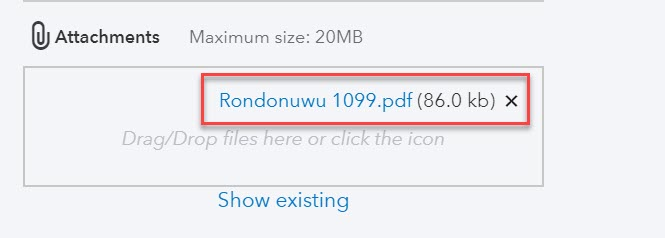 Attachments Maximum size: 20MB
Rondonuwu 1099.pdf (86.0 kb) ×
Drag/Drop files here or click the icon
Show existing